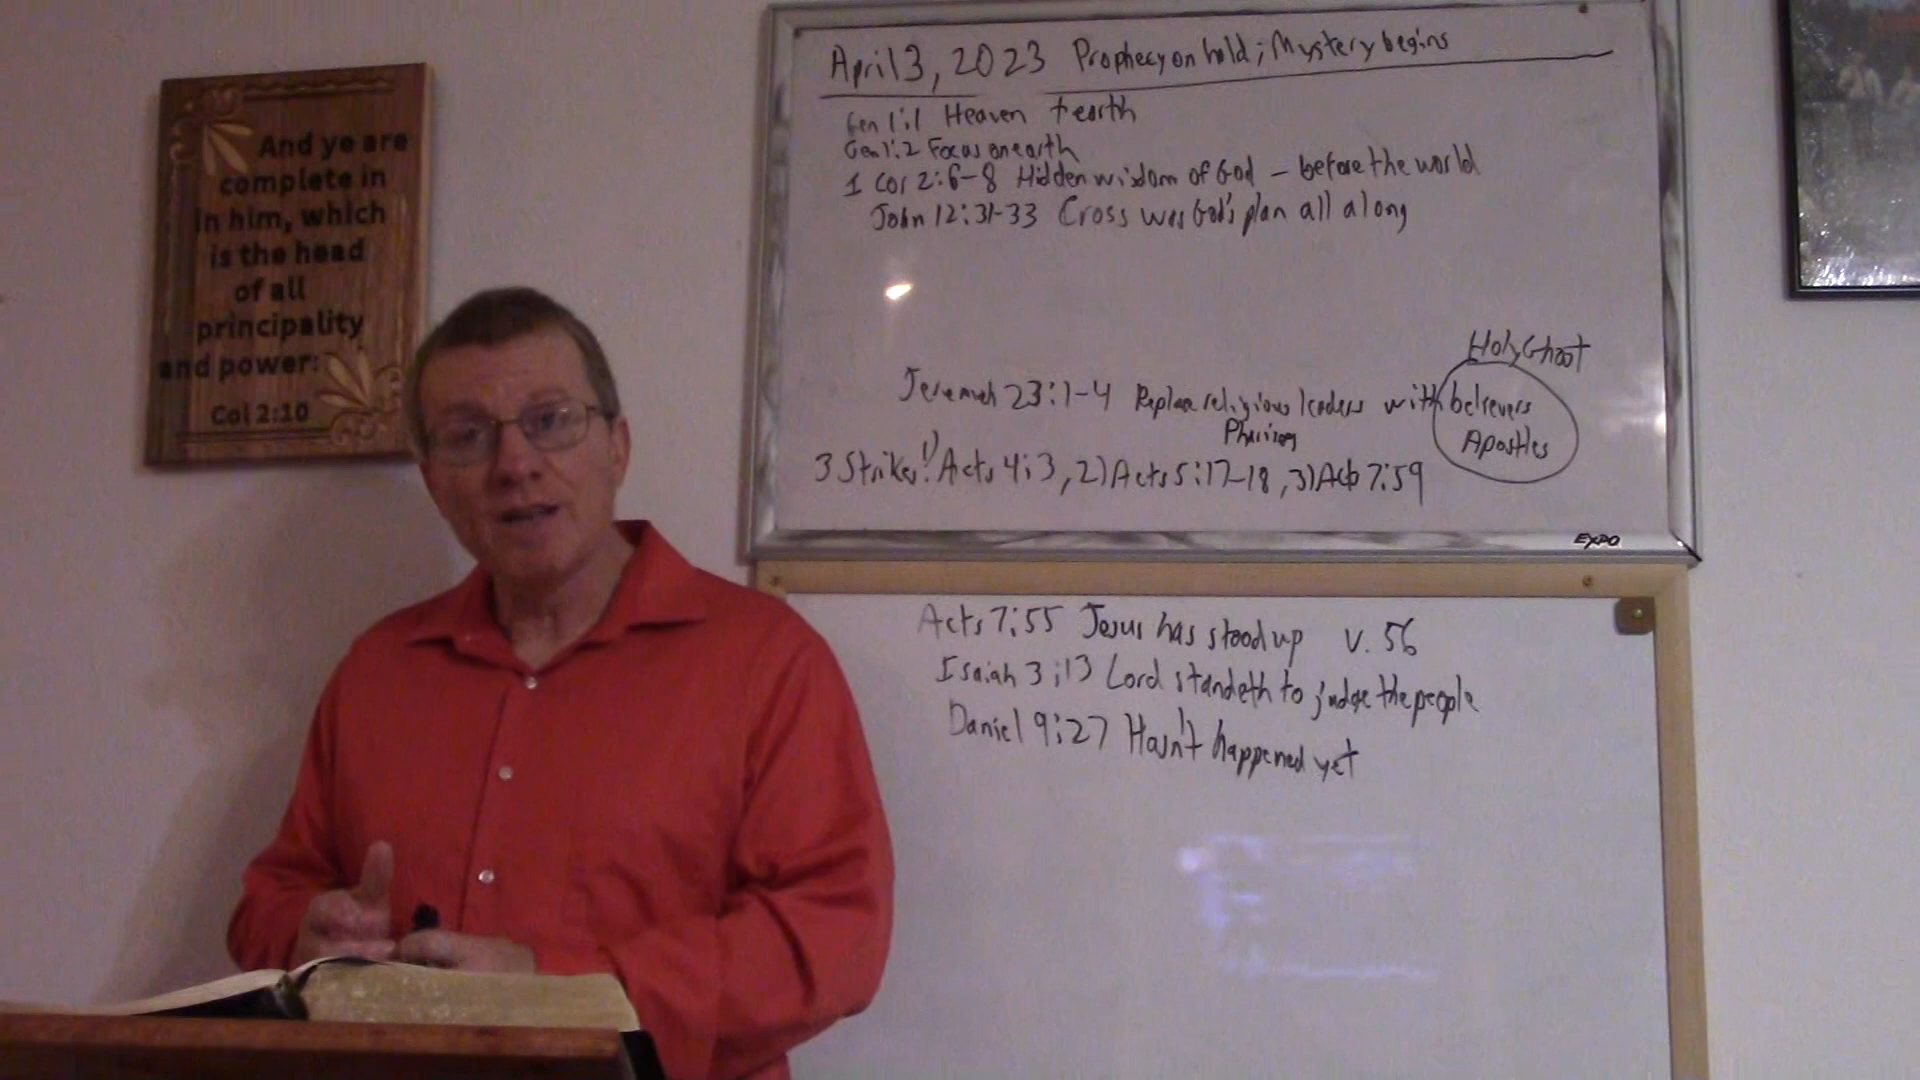 And ye are
complete in
in him, which
is the head
of all
principality
and power:
Col 2:10
April 3, 2023 Prophecy on hold; Mystery begins
Gen 1:1 Heaven + earth
Gen 1:2 Focus on earth
I Cor 2:6-8 Hidden wisdom of God - before the world
John 12:31-33 Cross was God's plan all along
Holy Ghost
Jeremiah 23:1-4 Replace religious leaders with believers
Pharisees Apostles
3 Strikes: 1) Acts 4:3, 2) Acts 5:17-18, 3) Acts 7:59
EXPO
Acts 7:55 Jesus has stood up v. 56
Isaiah 3:13 Lord standeth to judge the people
Daniel 9:27 Hasn't happened yet